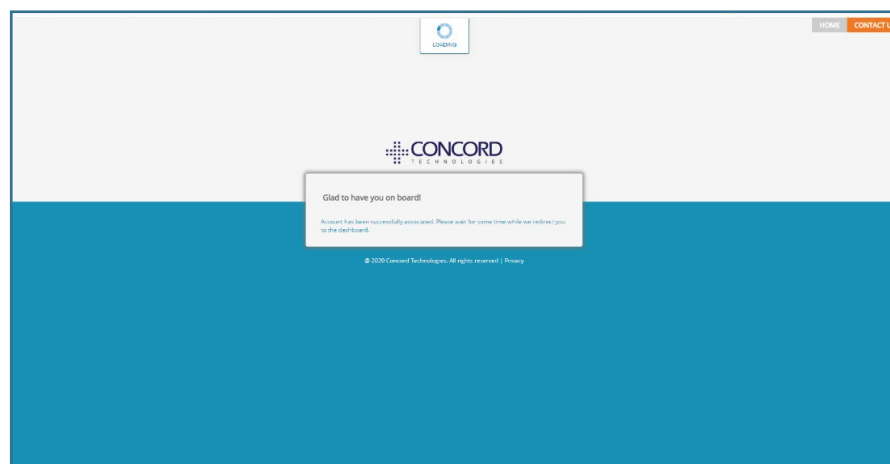 LOADING
HOME CONTACT U
CONCORD
TECHNOLOGIES
Glad to have you on board!
Account has been successfully associated. Please wait for some time while we redirect you
to the dashboard.
© 2020 Concord Technologies. All rights reserved | Privacy